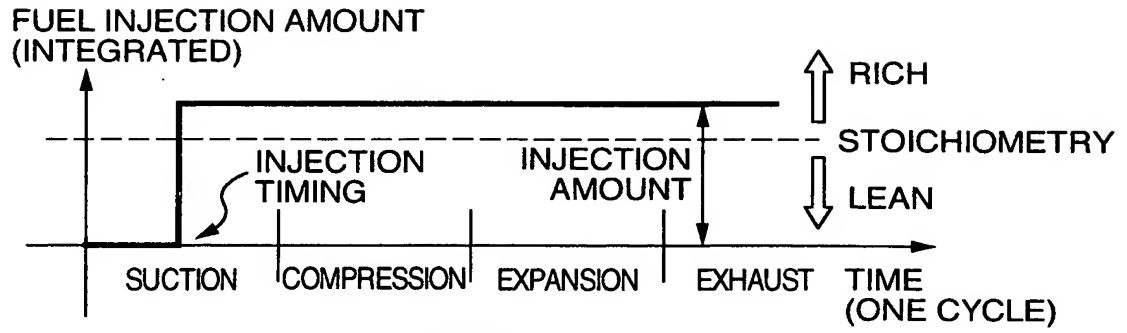 FUEL INJECTION AMOUNT
(INTEGRATED)
RICH
STOICHIOMETRY
INJECTION
TIMING
INJECTION
AMOUNT
LEAN
SUCTION
COMPRESSION
EXPANSION
EXHAUST
TIME
(ONE CYCLE)